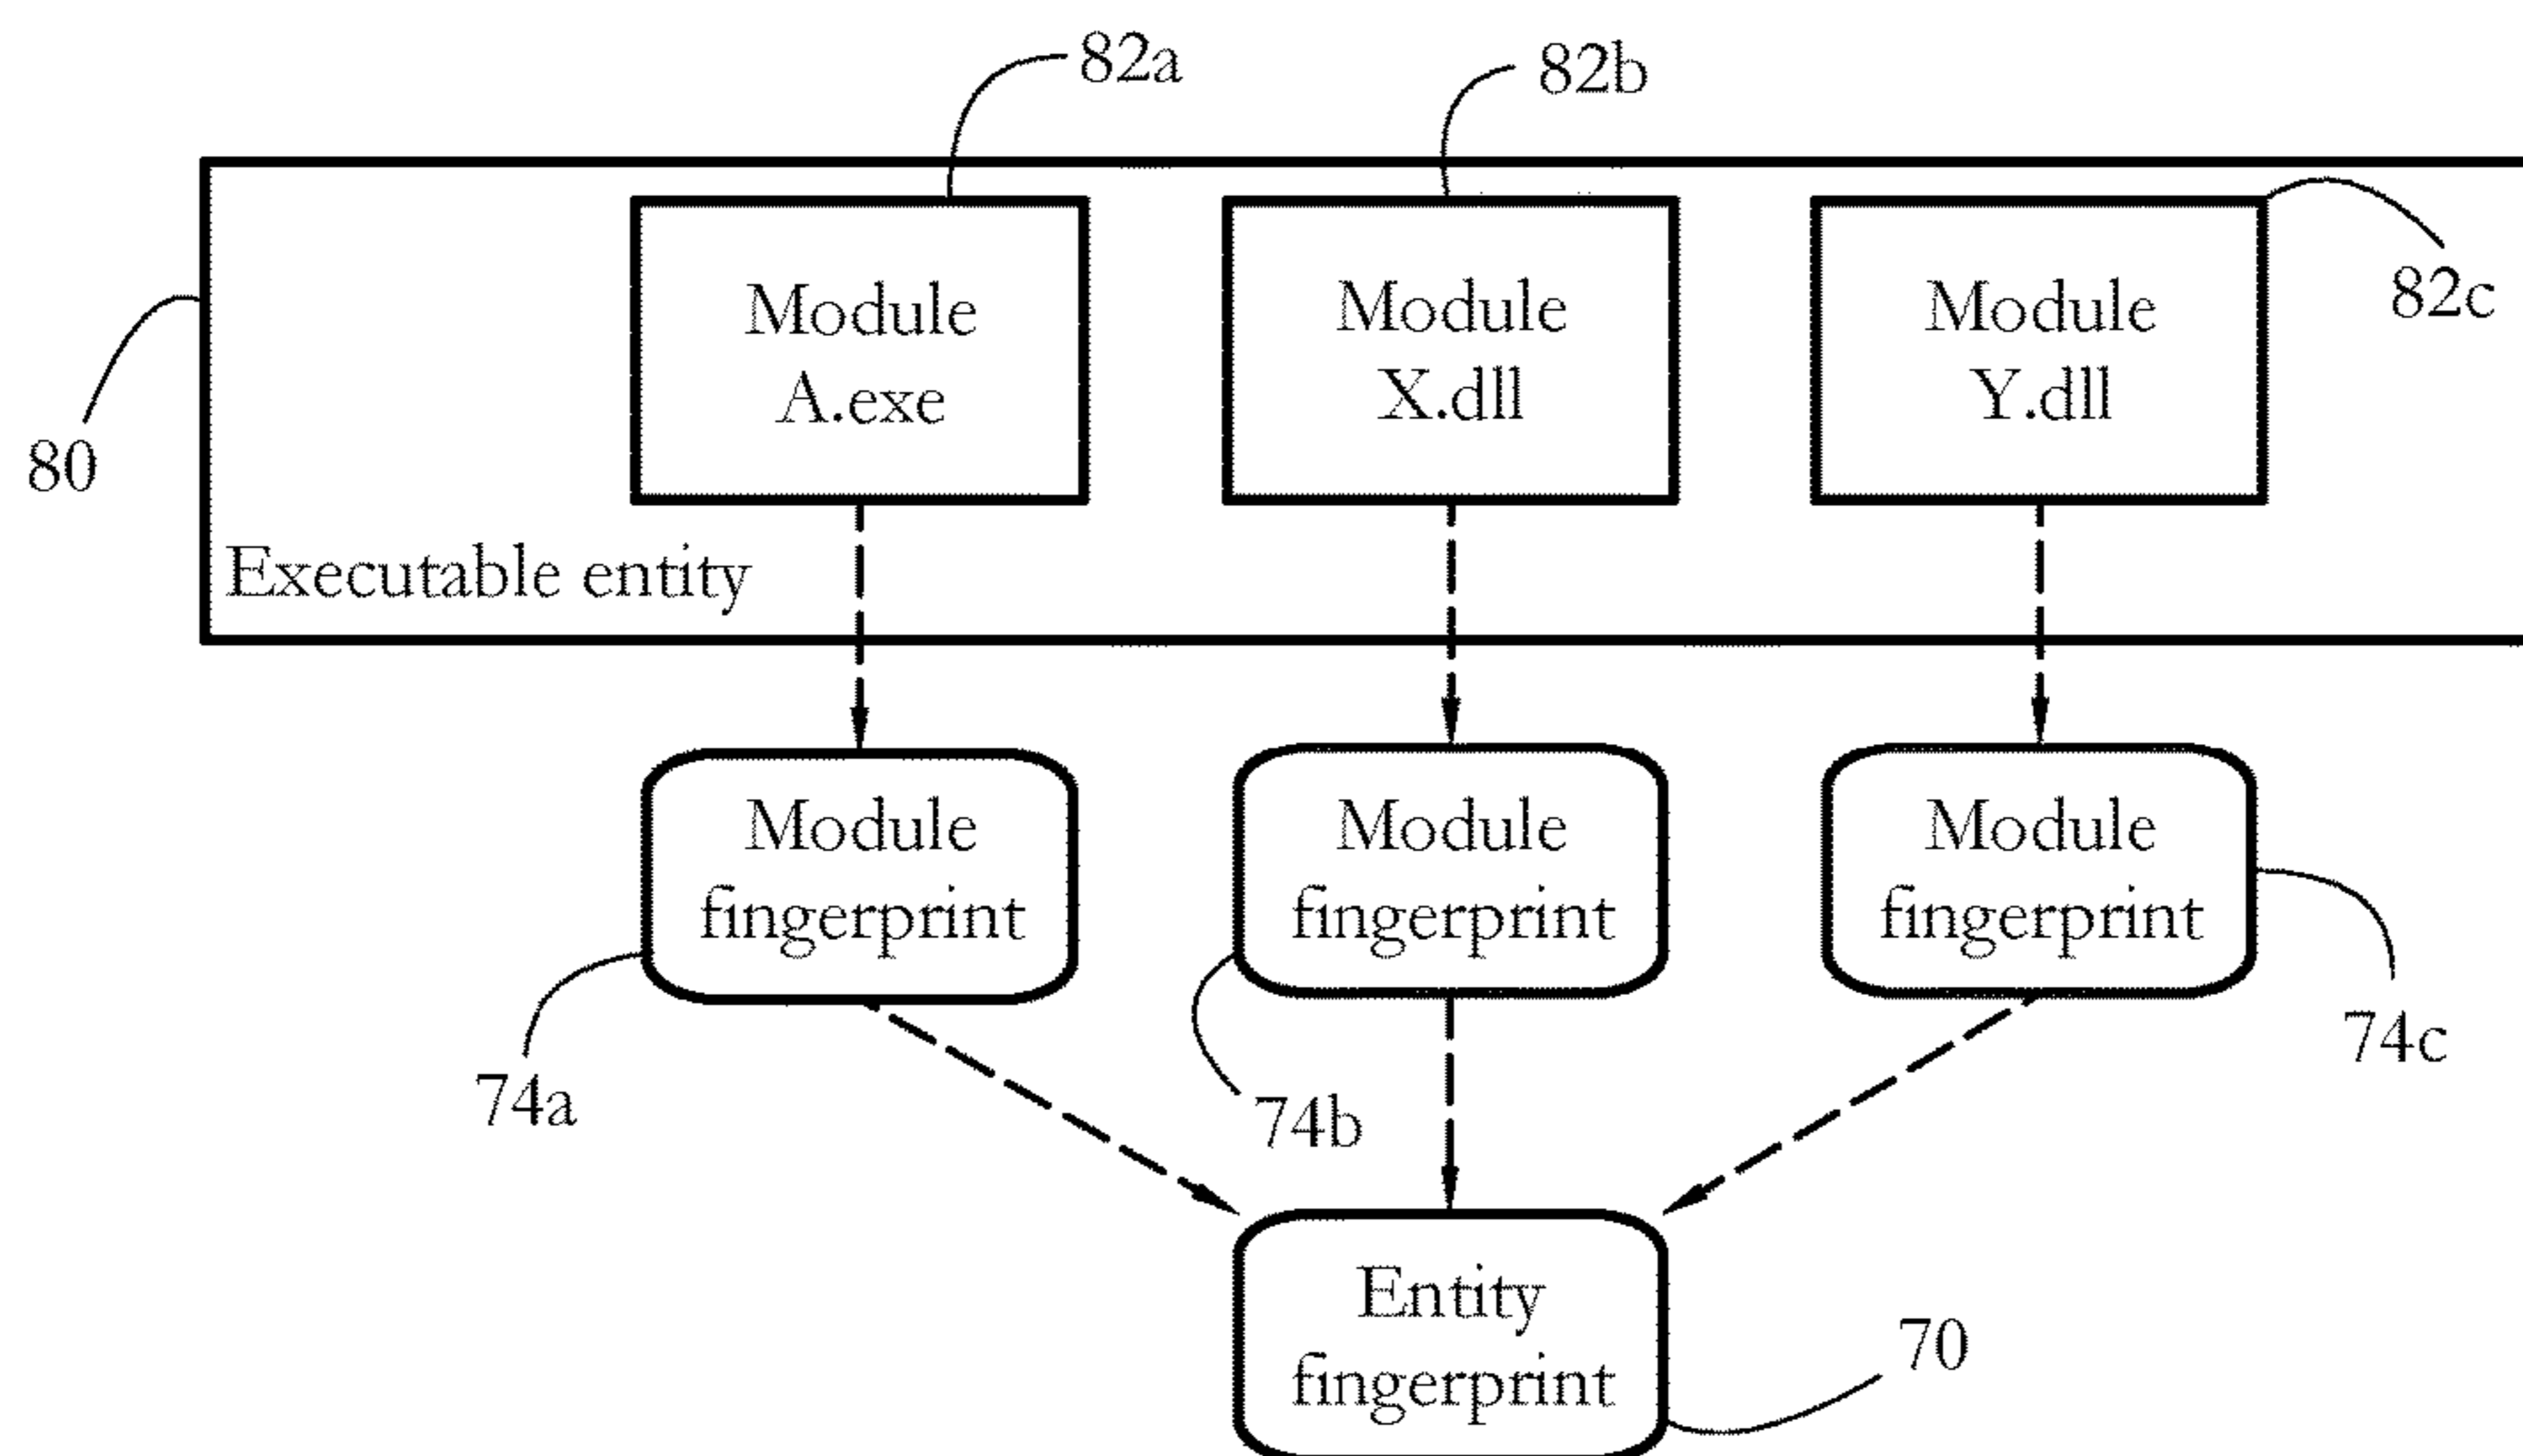 82a
82b
Module
A.exe
Module
X.dll
Module
Y.dll
82c
80
Executable entity
Module
fingerprint
Module
fingerprint
Module
fingerprint
74a
74b
74c
Entity
fingerprint
70